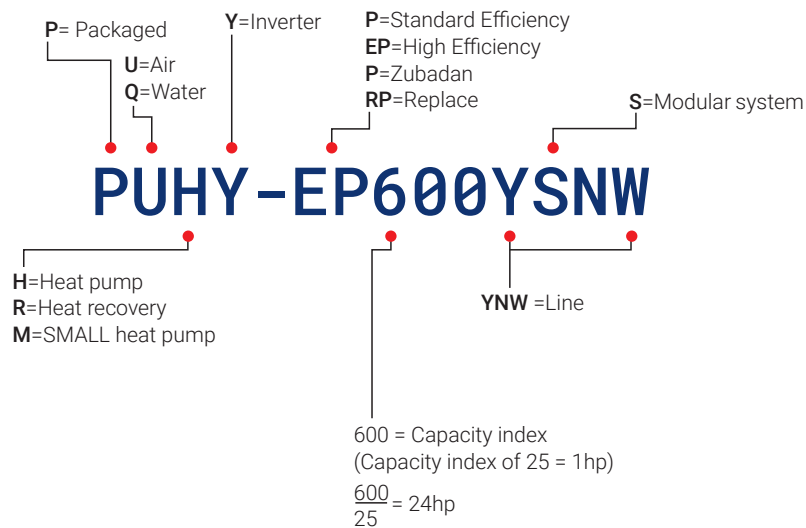 P= Packaged
U=Air
Q=Water
Y=Inverter
P=Standard Efficiency
EP=High Efficiency
P=Zubadan
RP=Replace
S=Modular system
PUHY-EP600YSNW
H=Heat pump
R=Heat recovery
M=SMALL heat pump
YNW =Line
600 = Capacity index
(Capacity index of 25 = 1hp)
600
25
= 24hp